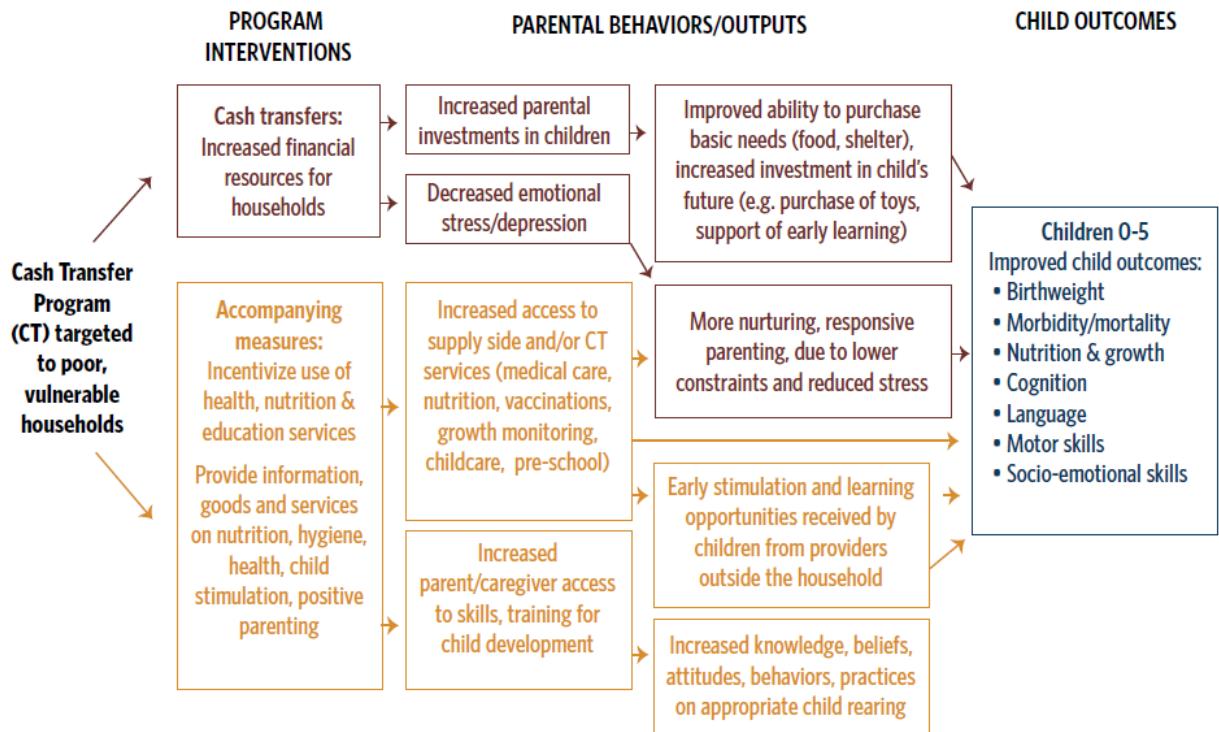 PROGRAM
INTERVENTIONS
PARENTAL BEHAVIORS/OUTPUTS
CHILD OUTCOMES
Cash Transfer
Program
(CT) targeted
to poor,
vulnerable
households
Cash transfers:
Increased financial
resources for
households
Accompanying
measures:
Incentivize use of
health, nutrition &
education services
Provide information,
goods and services
on nutrition, hygiene,
health, child
stimulation, positive
parenting
Increased parental
investments in children
Decreased emotional
stress/depression
Increased access to
supply side and/or CT
services (medical care,
nutrition, vaccinations,
growth monitoring,
childcare, pre-school)
Increased
parent/caregiver access
to skills, training for
child development
Improved ability to purchase
basic needs (food, shelter),
increased investment in child's
future (e.g. purchase of toys,
support of early learning)
More nurturing, responsive
parenting, due to lower
constraints and reduced stress
Early stimulation and learning
opportunities received by
children from providers
outside the household
Increased knowledge, beliefs,
attitudes, behaviors, practices
on appropriate child rearing
Children 0-5
Improved child outcomes:
• Birthweight
• Morbidity/mortality
• Nutrition & growth
• Cognition
• Language
• Motor skills
• Socio-emotional skills